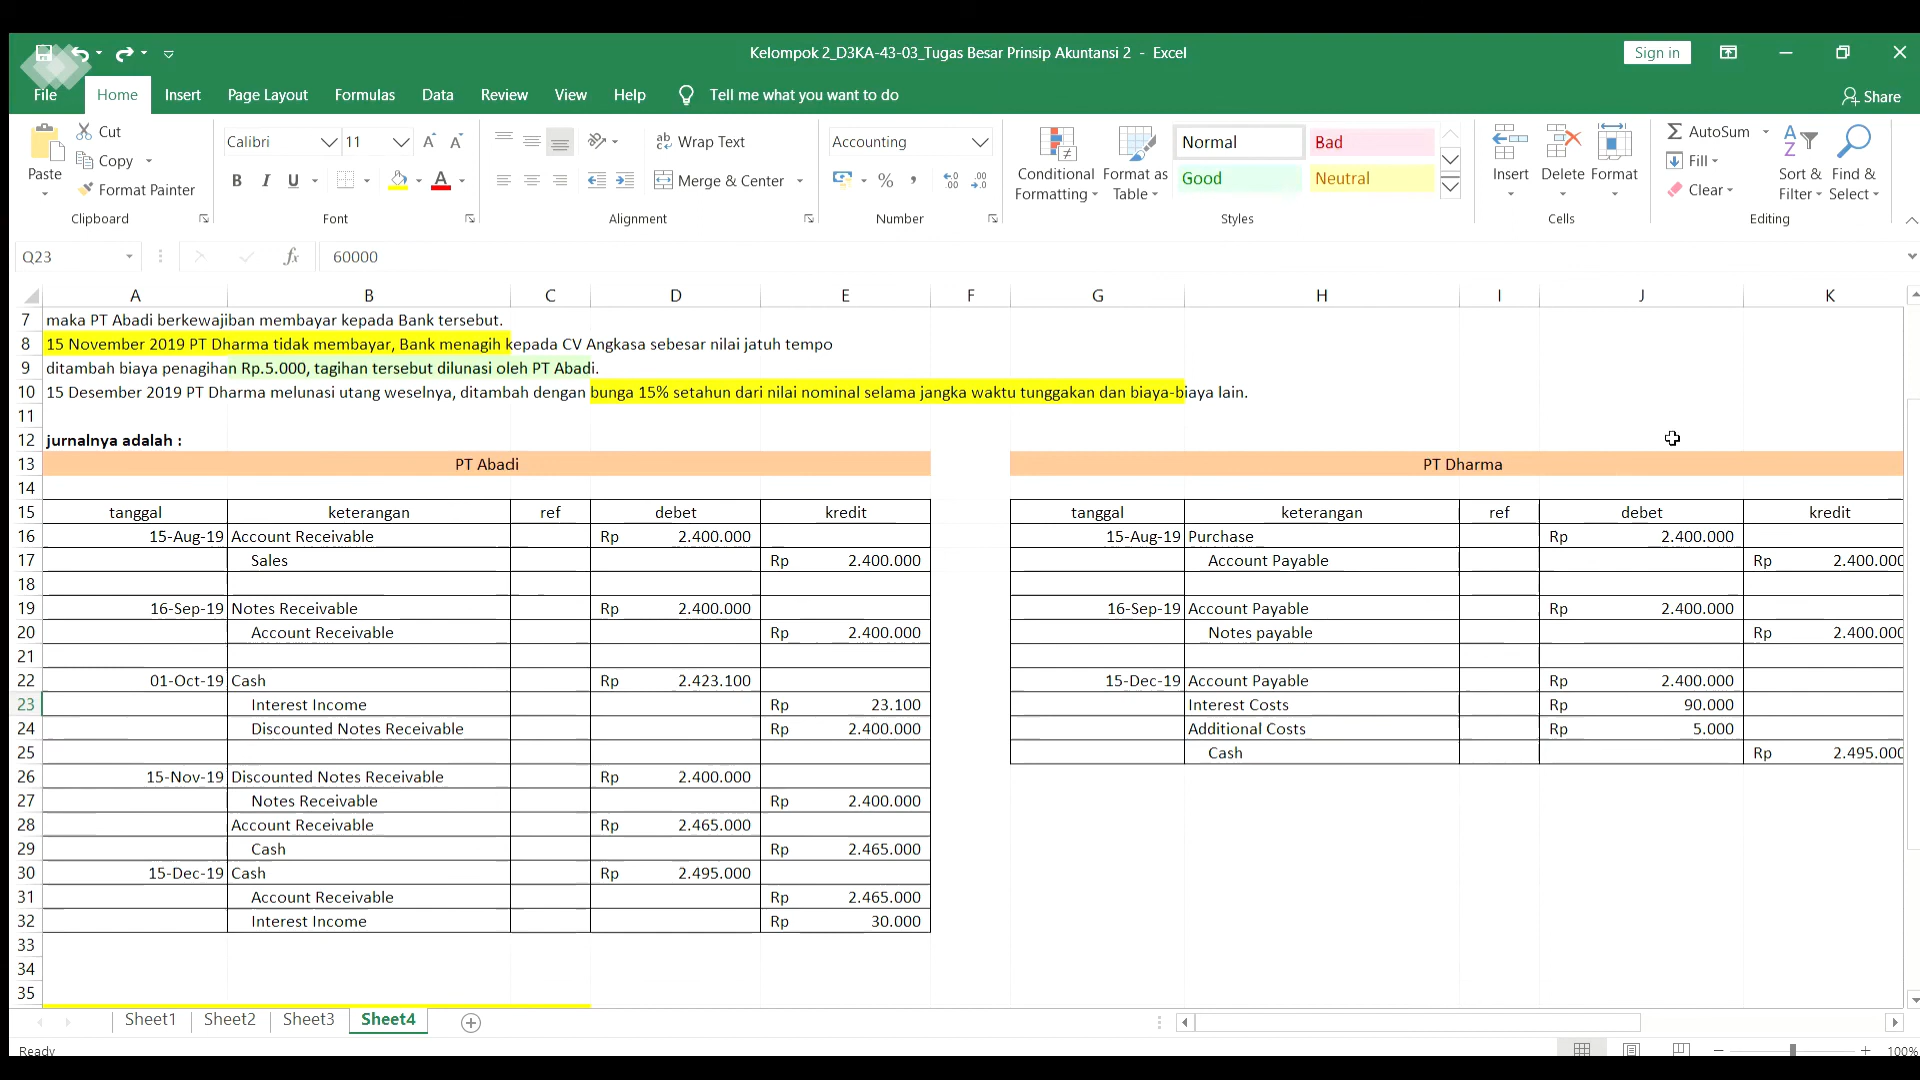 Kelompok 2_D3KA-43-03_Tugas Besar Prinsip Akuntansi 2 - Excel
Sign in
File Home Insert Page Layout Formulas Data Review View Help Tell me what you want to do
Share
Paste
Cut
Copy
Format Painter
Clipboard
Calibri 11
B I U A
Font
Wrap Text
Merge & Center
Alignment
Accounting
%
Number
Conditional Formatting
Format as Table
Normal Bad
Good Neutral
Styles
Insert Delete Format
Cells
AutoSum
Fill
Clear
Sort & Filter
Find & Select
Editing
Q23 fx 60000
A B C D E F G H I J K
7 maka PT Abadi berkewajiban membayar kepada Bank tersebut.
8 15 November 2019 PT Dharma tidak membayar, Bank menagih kepada CV Angkasa sebesar nilai jatuh tempo
9 ditambah biaya penagihan Rp.5.000, tagihan tersebut dilunasi oleh PT Abadi.
10 15 Desember 2019 PT Dharma melunasi utang weselnya, ditambah dengan bunga 15% setahun dari nilai nominal selama jangka waktu tunggakan dan biaya-biaya lain.
11
12 jurnalnya adalah :
13 PT Abadi PT Dharma
14
15 tanggal keterangan ref debet kredit tanggal keterangan ref debet kredit
16 15-Aug-19 Account Receivable Rp 2.400.000 15-Aug-19 Purchase Rp 2.400.000
17 Sales Rp 2.400.000 Account Payable Rp 2.400.000
18
19 16-Sep-19 Notes Receivable Rp 2.400.000 16-Sep-19 Account Payable Rp 2.400.000
20 Account Receivable Rp 2.400.000 Notes payable Rp 2.400.000
21
22 01-Oct-19 Cash Rp 2.423.100 15-Dec-19 Account Payable Rp 2.400.000
23 Interest Income Rp 23.100 Interest Costs Rp 90.000
24 Discounted Notes Receivable Rp 2.400.000 Additional Costs Rp 5.000
25 Cash Rp 2.495.000
26 15-Nov-19 Discounted Notes Receivable Rp 2.400.000
27 Notes Receivable Rp 2.400.000
28 Account Receivable Rp 2.465.000
29 Cash Rp 2.465.000
30 15-Dec-19 Cash Rp 2.495.000
31 Account Receivable Rp 2.465.000
32 Interest Income Rp 30.000
33
34
35
Sheet1 Sheet2 Sheet3 Sheet4
Ready
100%